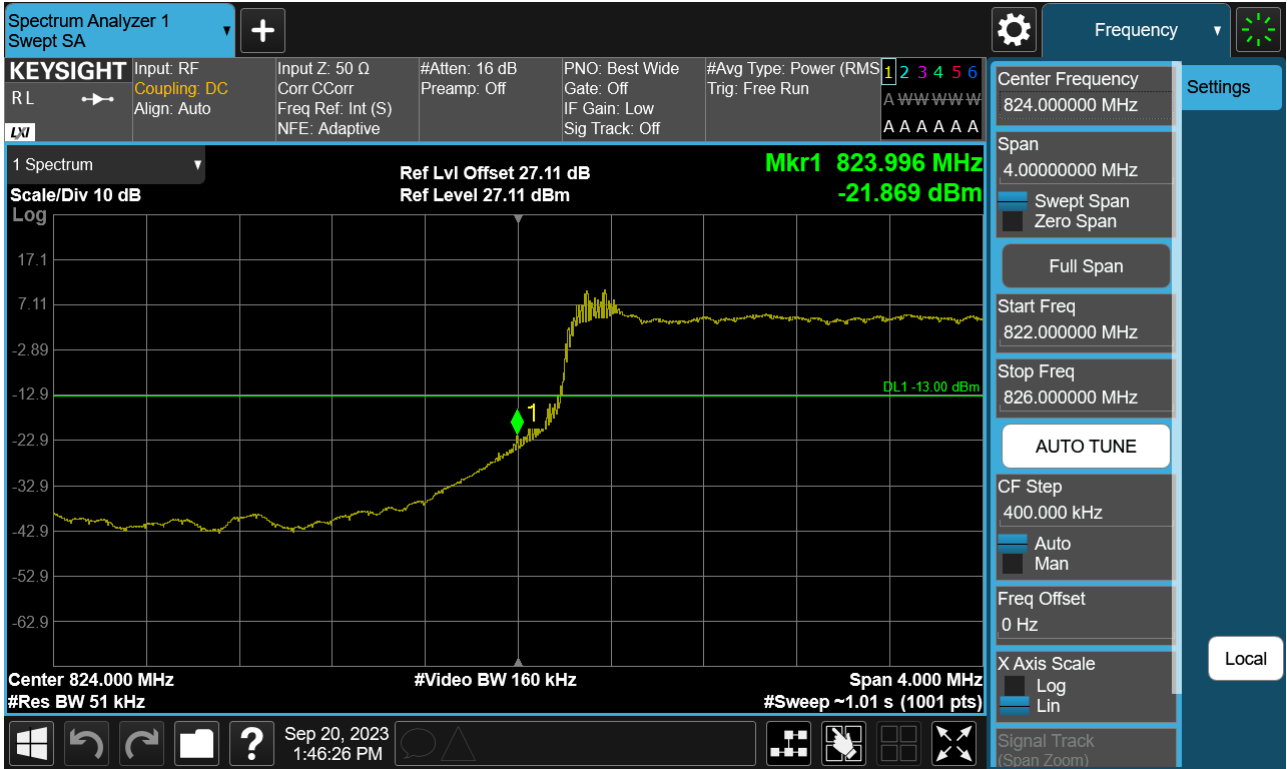 Spectrum Analyzer 1
Swept SA
Frequency
KEYSIGHT
R L
LXI
Input: RF
Coupling: DC
Align: Auto
Input Z: 50 Ω
Corr CCorr
Freq Ref: Int (S)
NFE: Adaptive
#Atten: 16 dB
Preamp: Off
PNO: Best Wide
Gate: Off
IF Gain: Low
Sig Track: Off
#Avg Type: Power (RMS
Trig: Free Run
1 2 3 4 5 6
A W W W W W
A A A A A A
1 Spectrum
Scale/Div 10 dB
Log
Ref Lvl Offset 27.11 dB
Ref Level 27.11 dBm
Mkr1 823.996 MHz
-21.869 dBm
17.1
7.11
-2.89
-12.9
-22.9
-32.9
-42.9
-52.9
-62.9
DL1 -13.00 dBm
1
Center 824.000 MHz
#Res BW 51 kHz
#Video BW 160 kHz
Span 4.000 MHz
#Sweep ~1.01 s (1001 pts)
Center Frequency
824.000000 MHz
Span
4.00000000 MHz
Swept Span
Zero Span
Full Span
Start Freq
822.000000 MHz
Stop Freq
826.000000 MHz
AUTO TUNE
CF Step
400.000 kHz
Auto
Man
Freq Offset
0 Hz
X Axis Scale
Log
Lin
Signal Track
(Span Zoom)
Settings
Local
?
Sep 20, 2023
1:46:26 PM